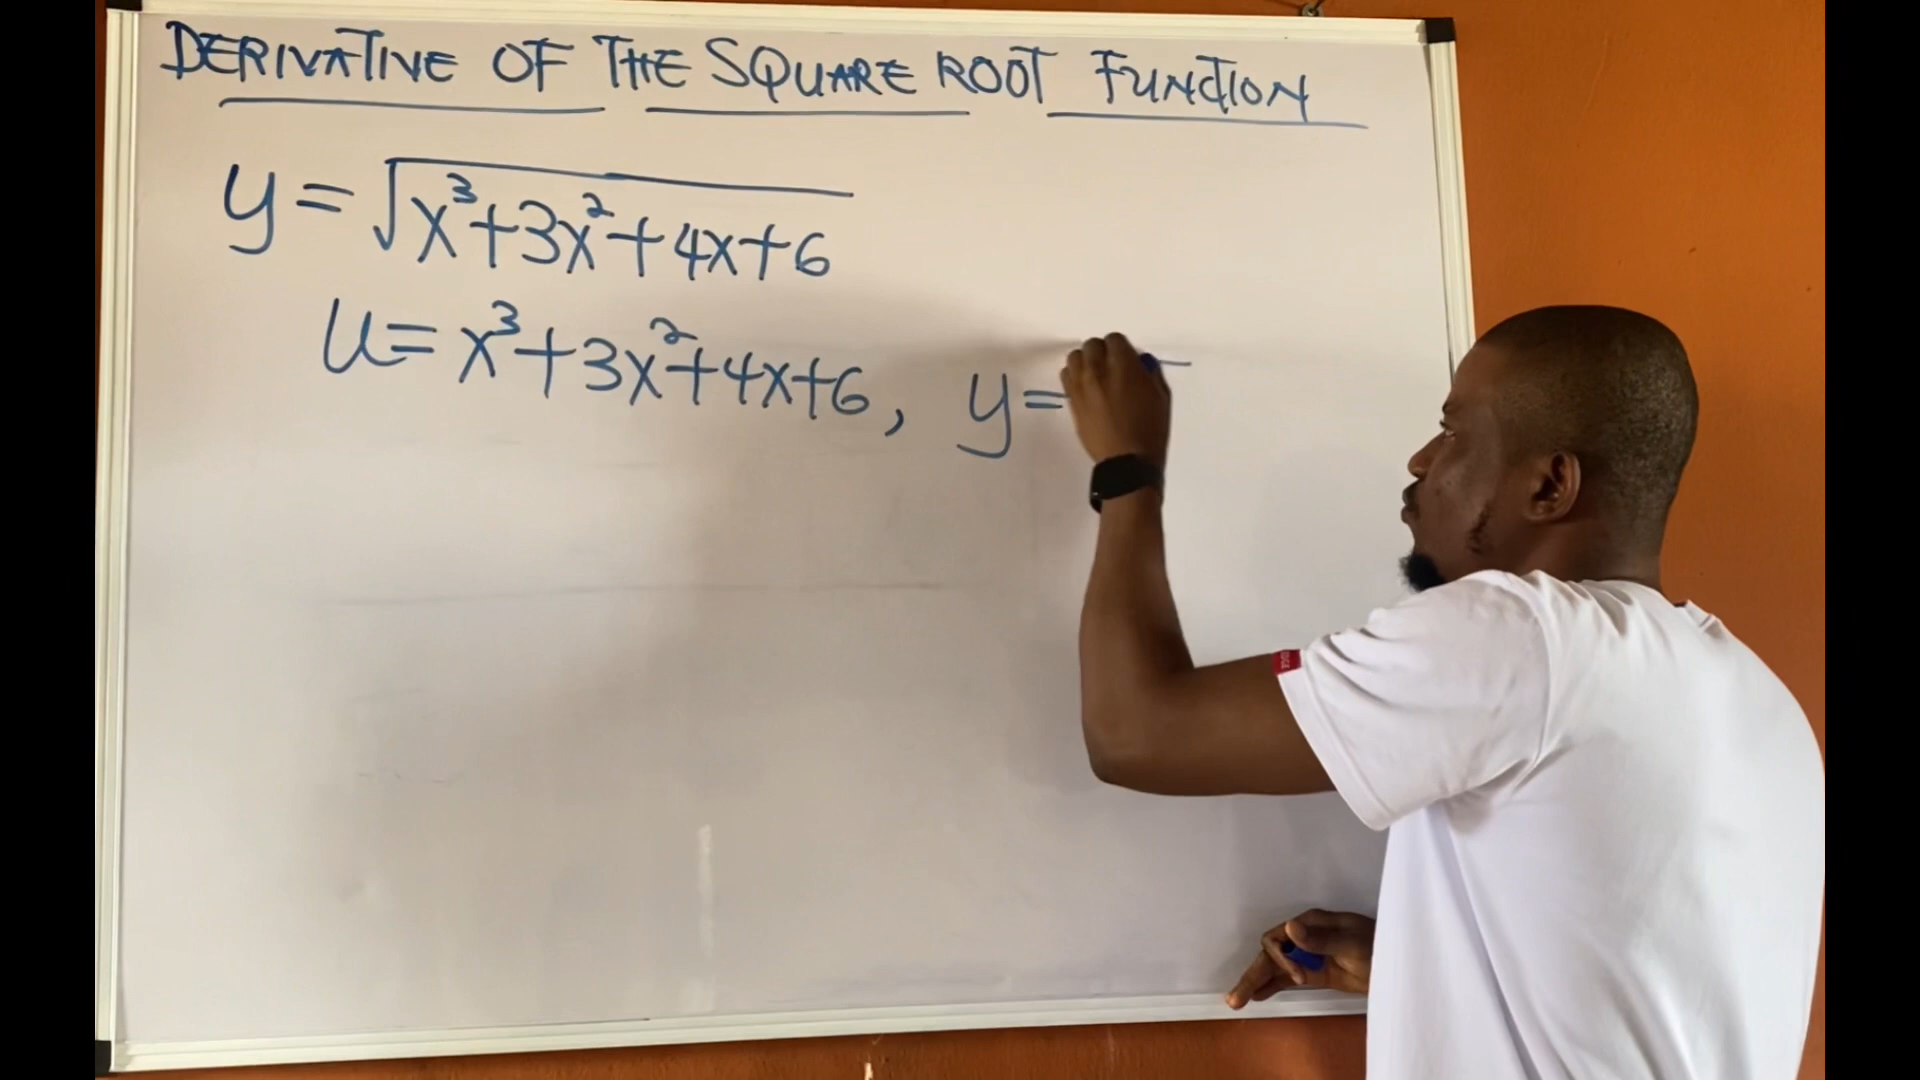 DERIVATIVE OF THE SQUARE ROOT FUNCTION
y = √x³+3x²+4x+6
u = x³+3x²+4x+6, y =